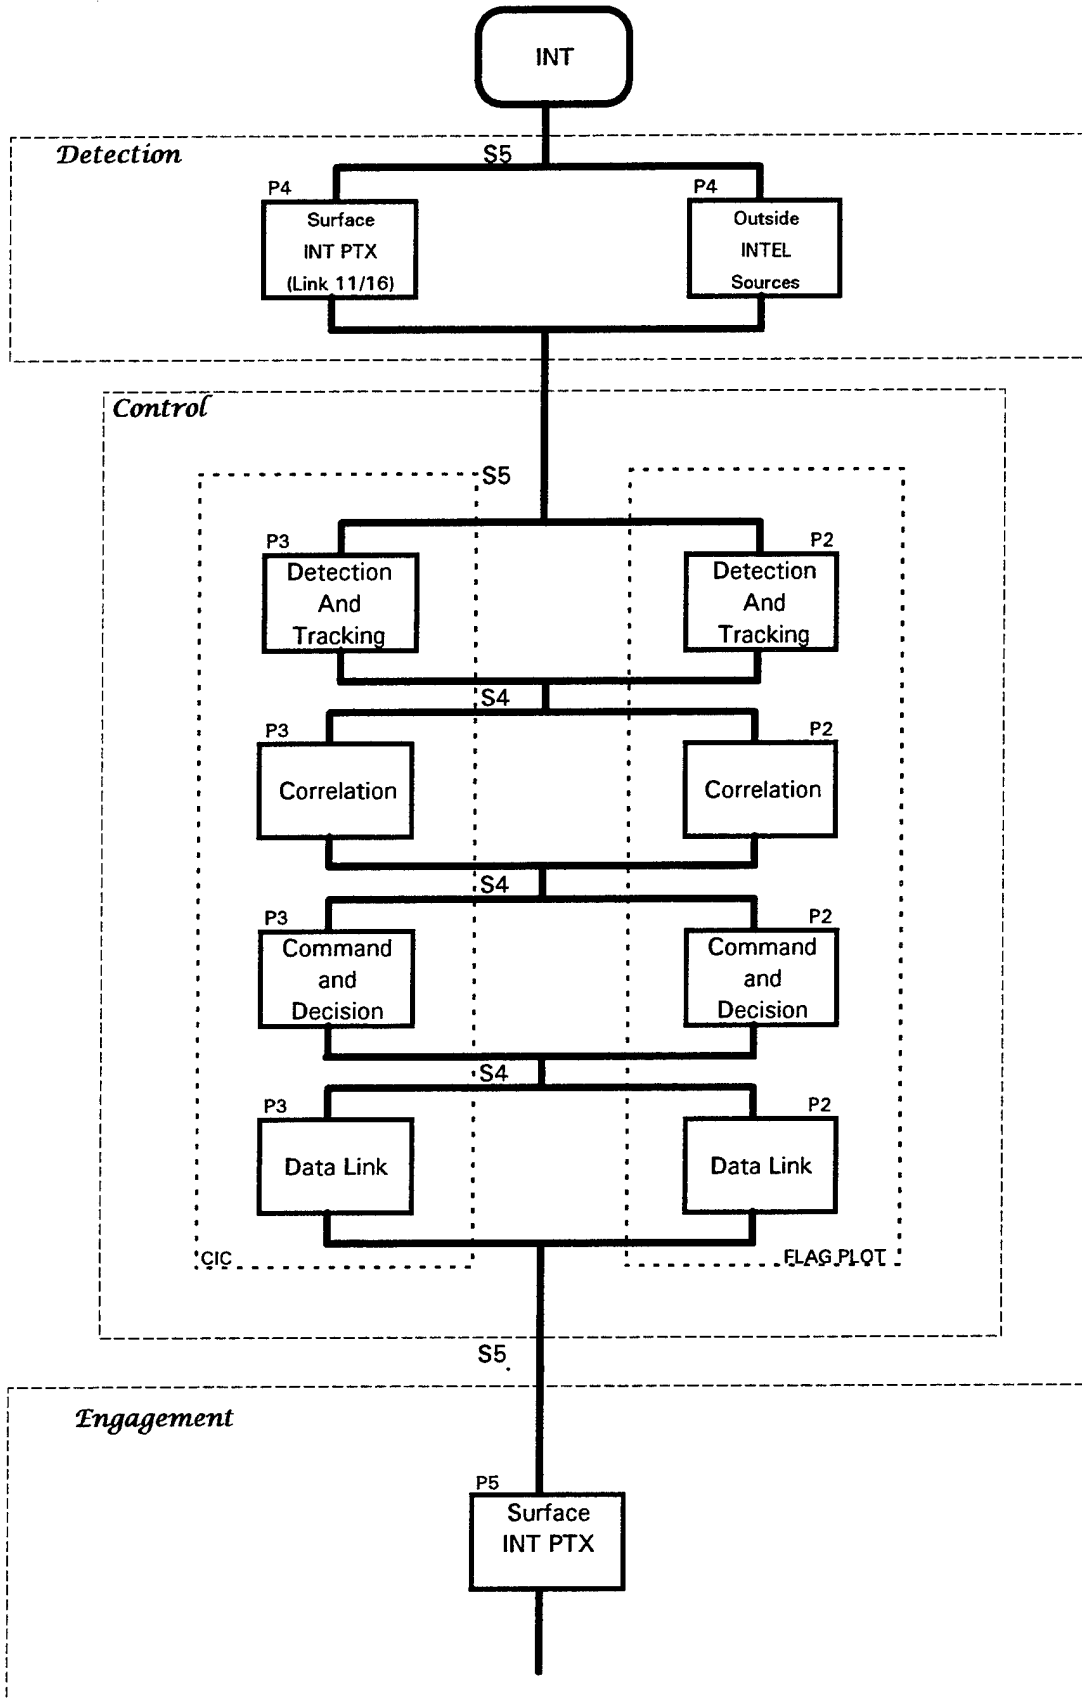 INT
Detection
S5
P4
P4
Surface
INT PTX
(Link 11/16)
Outside
INTEL
Sources
Control
S5
P3
P2
Detection
And
Tracking
Detection
And
Tracking
S4
P3
P2
Correlation
Correlation
S4
P3
P2
Command
and
Decision
Command
and
Decision
S4
P3
P2
Data Link
Data Link
CIC
FLAG PLOT
S5
Engagement
P5
Surface
INT PTX